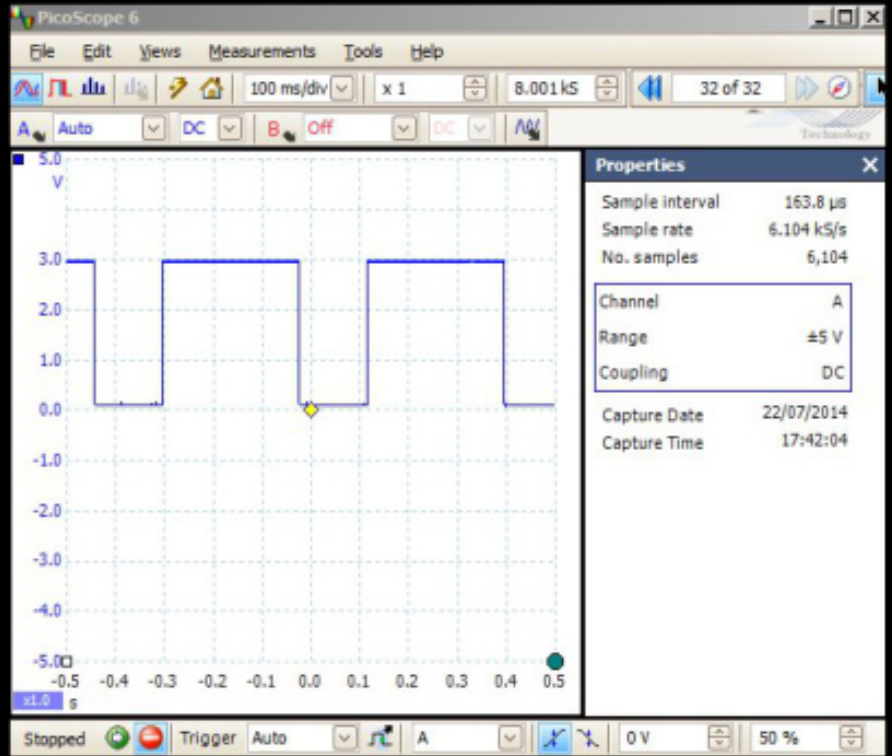 PicoScope 6
File Edit Views Measurements Tools Help
100 ms/div x 1 8.001 kS 32 of 32
A Auto DC B Off DC
Technology
5.0
V
3.0
2.0
1.0
0.0
-1.0
-2.0
-3.0
-4.0
-5.0
-0.5 -0.4 -0.3 -0.2 -0.1 0.0 0.1 0.2 0.3 0.4 0.5
x1.0 s
Properties
Sample interval 163.8 µs
Sample rate 6.104 kS/s
No. samples 6,104
Channel A
Range ±5 V
Coupling DC
Capture Date 22/07/2014
Capture Time 17:42:04
Stopped Trigger Auto A 0 V 50 %